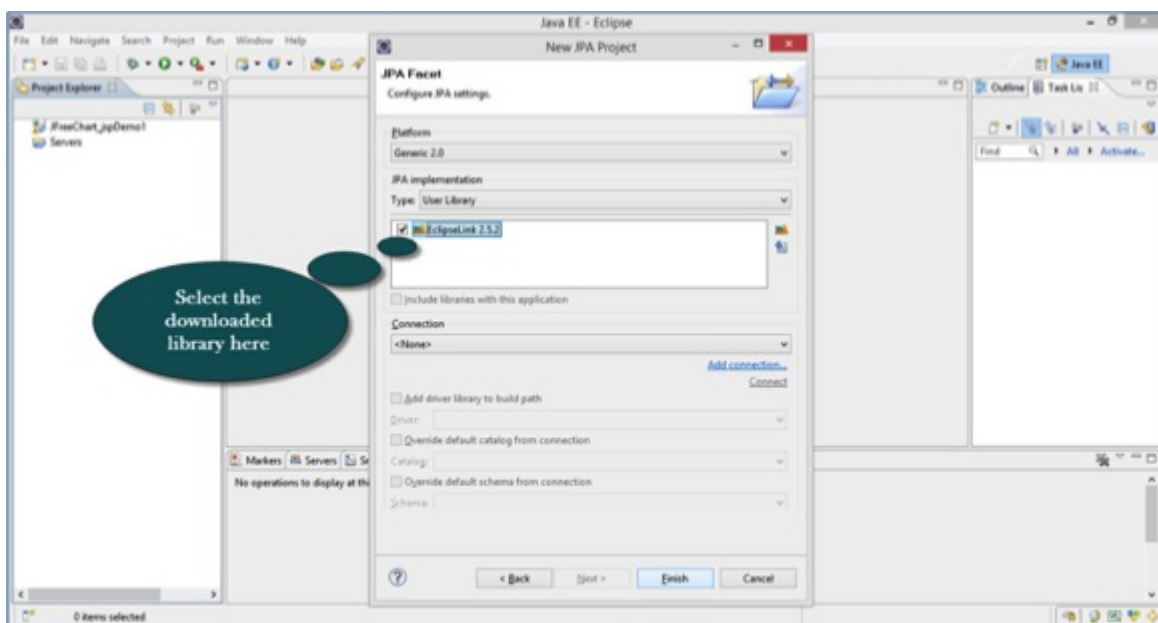 Java EE - Eclipse
File Edit Navigate Search Project Run Window Help
New JPA Project
Java EE
JPA Facet
Configure JPA settings.
Project Explorer
Outline Task Lis
JFreeChart_jspDemo1
Servers
Find All Activate...
Platform
Generic 2.0
JPA implementation
Type: User Library
EclipseLink 2.5.2
Select the
downloaded
library here
Include libraries with this application
Connection
<None>
Add connection...
Connect
Add driver library to build path
Driver:
Override default catalog from connection
Catalog:
Override default schema from connection
Schema:
Markers Servers
No operations to display at thi
? < Back Next > Finish Cancel
0 items selected